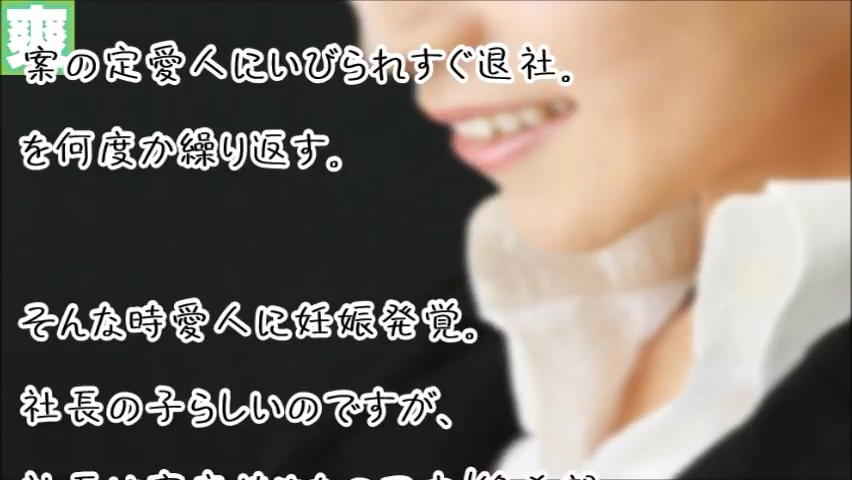 爽
案の定愛人にいびられすぐ退社。
を何度か繰り返す。
そんな時愛人に妊娠発覚。
社長の子らしいのですが、